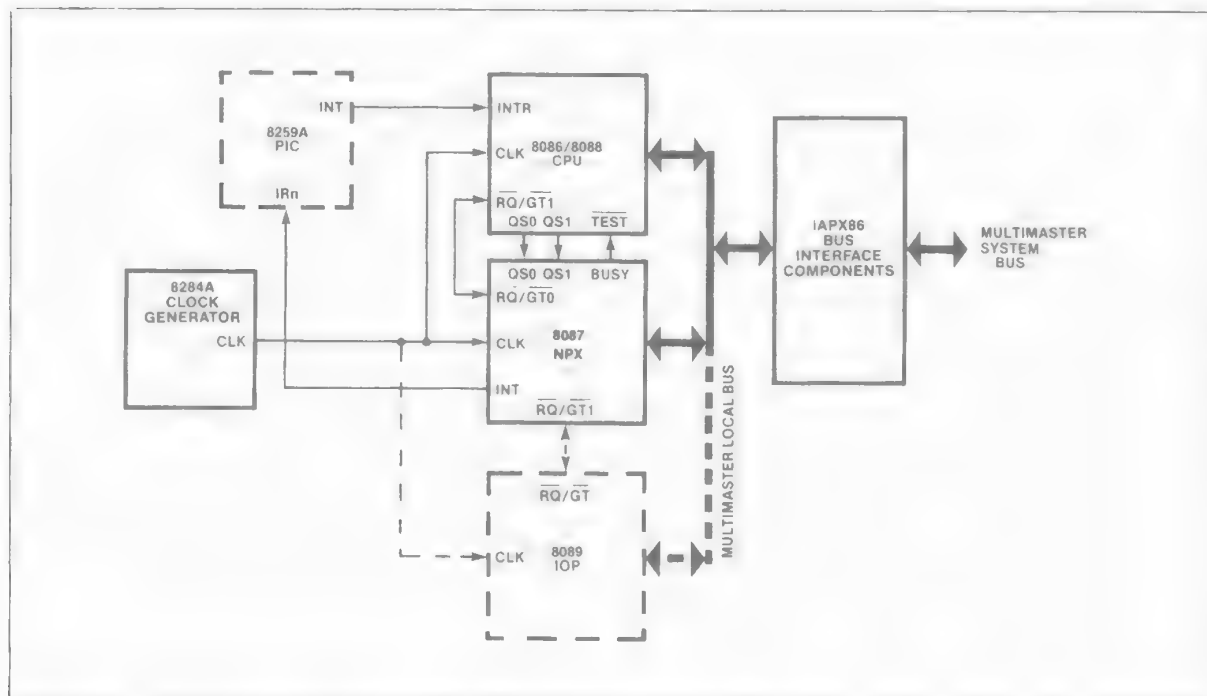 INT
8259A
PIC
IRn
INTR
8086/8088
CPU
CLK
RQ/GT1
QS0 QS1 TEST
QS0 QS1 BUSY
RQ/GT0
8087
NPX
CLK
INT
RQ/GT1
8284A
CLOCK
GENERATOR
CLK
RQ/GT
8089
IOP
CLK
MULTIMASTER LOCAL BUS
iAPX86
BUS
INTERFACE
COMPONENTS
MULTIMASTER
SYSTEM
BUS